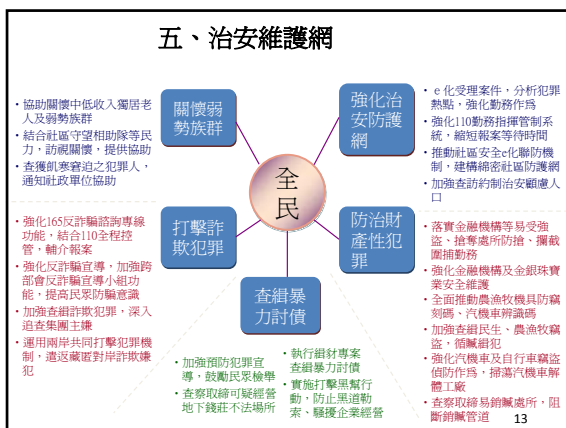 五、治安維護網
•協助關懷中低收入獨居老
人及弱勢族群
•結合社區守望相助隊等民
力，訪視關懷，提供協助
•查獲飢寒窘迫之犯罪人，
通知社政單位協助
關懷弱
勢族群
強化治
安防護
網
•ｅ化受理案件，分析犯罪
熱點，強化勤務作為
•強化110勤務指揮管制系
統，縮短報案等待時間
•推動社區安全e化聯防機
制，建構綿密社區防護網
•加強查訪約制治安顧慮人
口
全
民
•強化165反詐騙諮詢專線
功能，結合110全程控
管，輔介報案
•強化反詐騙宣導，加強跨
部會反詐騙宣導小組功
能，提高民眾防騙意識
•加強查緝詐欺犯罪，深入
追查集團主嫌
•運用兩岸共同打擊犯罪機
制，遣返藏匿對岸詐欺嫌
犯
打擊詐
欺犯罪
防治財
產性犯
罪
•落實金融機構等易受強
盜、搶奪處所防搶、攔截
圍捕勤務
•強化金融機構及金銀珠寶
業安全維護
•全面推動農漁牧機具防竊
刻碼、汽機車辨識碼
•加強查緝民生、農漁牧竊
盜，循贓緝犯
•強化汽機車及自行車竊盜
偵防作為，掃蕩汽機車解
體工廠
•查察取締易銷贓處所，阻
斷銷贓管道
查緝暴
力討債
•加強預防犯罪宣
導，鼓勵民眾檢舉
•查察取締可疑經營
地下錢莊不法場所
•執行緝財專案
查緝暴力討債
•實施打擊黑幫行
動，防止黑道勒
索、騷擾企業經營
13